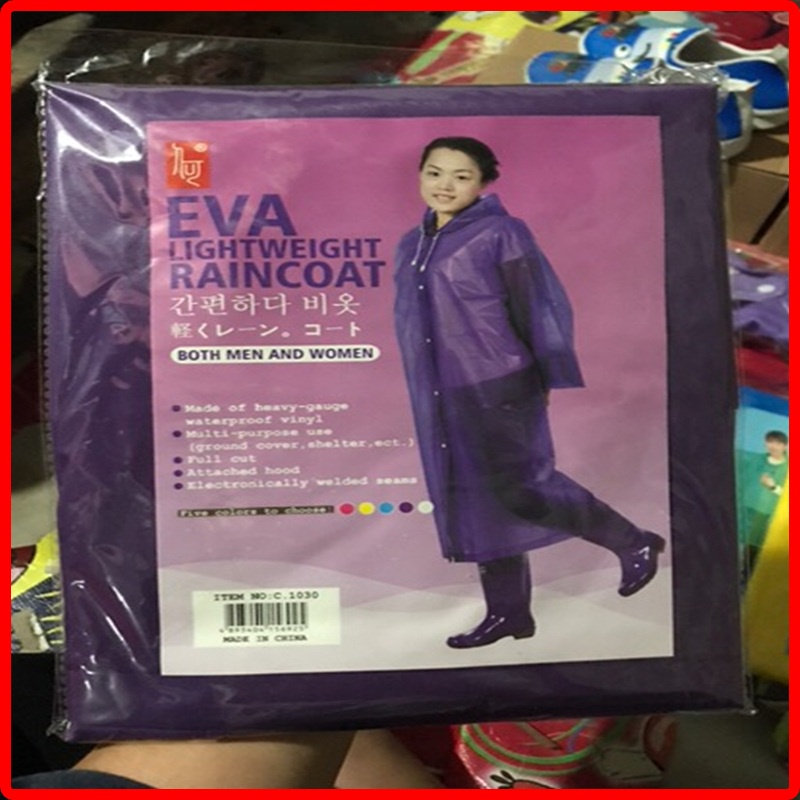 EVA
LIGHTWEIGHT
RAINCOAT
간편하다 비옷
軽くレーン。コート
BOTH MEN AND WOMEN
Made of heavy-gauge
waterproof vinyl
Multi-purpose use
(ground cover,shelter,ect.)
Full cut
Attached hood
Electronically welded seams
Five colors to choose:
ITEM NO:C.1030
MADE IN CHINA